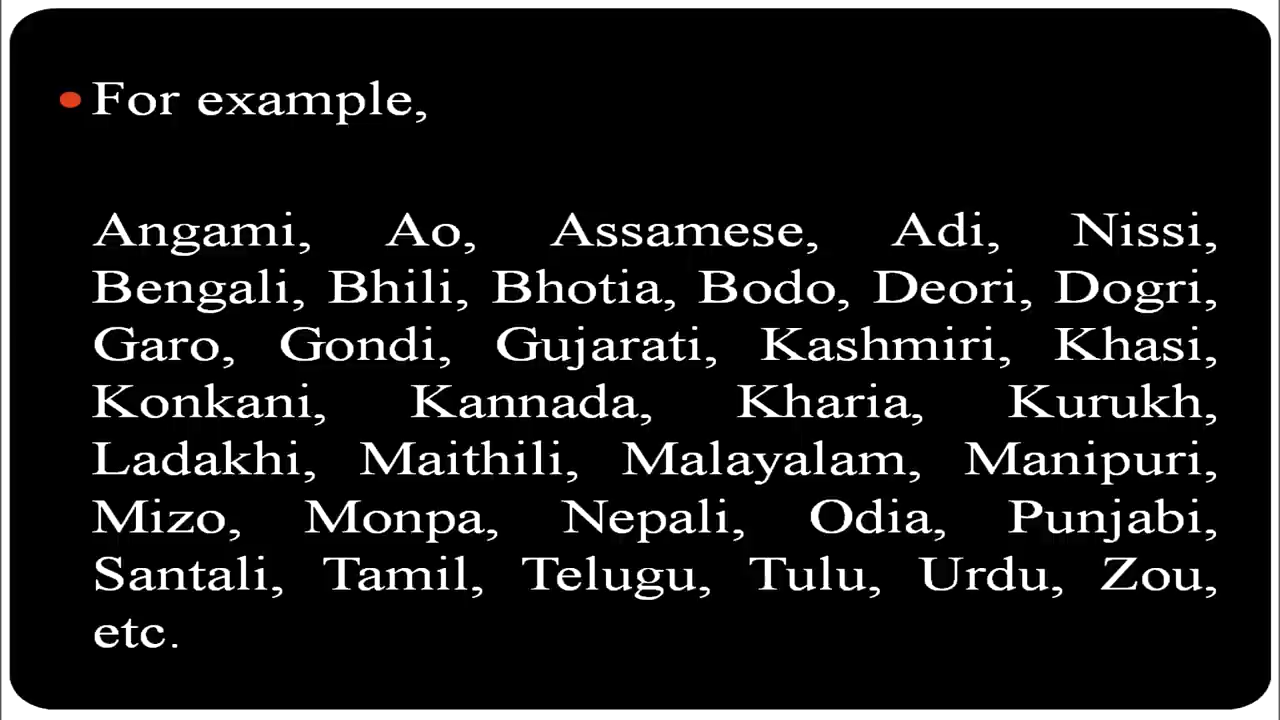 • For example,
Angami, Ao, Assamese, Adi, Nissi,
Bengali, Bhili, Bhotia, Bodo, Deori, Dogri,
Garo, Gondi, Gujarati, Kashmiri, Khasi,
Konkani, Kannada, Kharia, Kurukh,
Ladakhi, Maithili, Malayalam, Manipuri,
Mizo, Monpa, Nepali, Odia, Punjabi,
Santali, Tamil, Telugu, Tulu, Urdu, Zou,
etc.